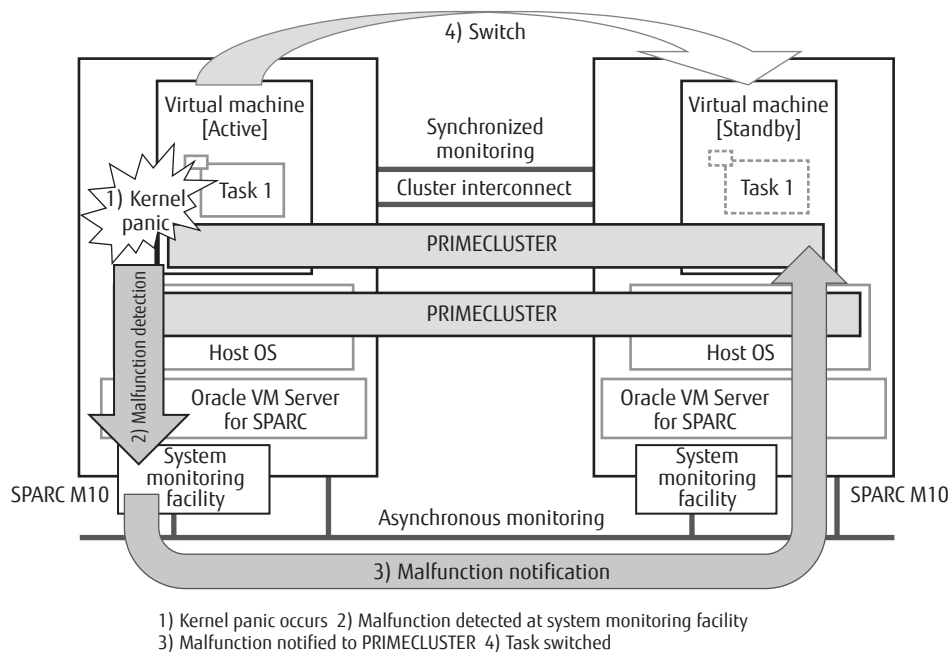 4) Switch
Virtual machine
[Active]
Task 1
1) Kernel
panic
Synchronized
monitoring
Cluster interconnect
Virtual machine
[Standby]
Task 1
PRIMECLUSTER
PRIMECLUSTER
2) Malfunction detection
Host OS
Host OS
Oracle VM Server
for SPARC
Oracle VM Server
for SPARC
System
monitoring
facility
System
monitoring
facility
SPARC M10
SPARC M10
Asynchronous monitoring
3) Malfunction notification
1) Kernel panic occurs 2) Malfunction detected at system monitoring facility
3) Malfunction notified to PRIMECLUSTER 4) Task switched